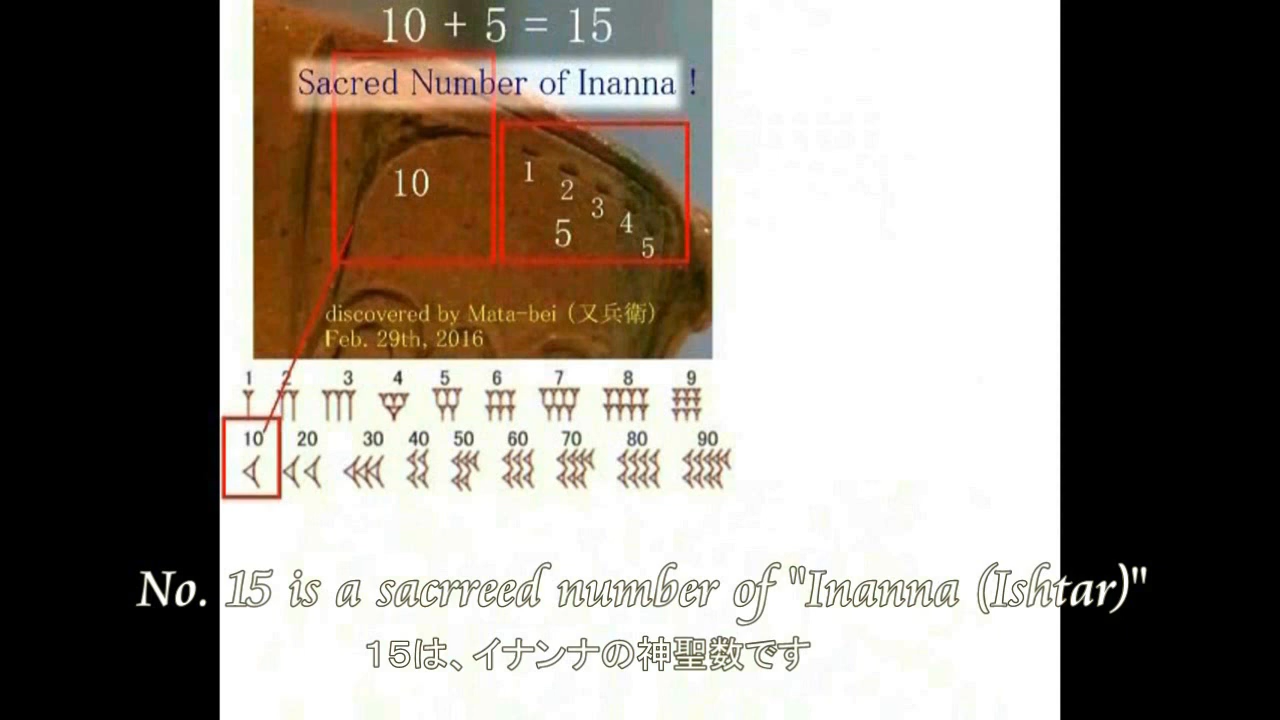 10 + 5 = 15
Sacred Number of Inanna !
10
1
2
3
4
5
5
discovered by Mata-bei (又兵衛)
Feb. 29th, 2016
1 2 3 4 5 6 7 8 9
10 20 30 40 50 60 70 80 90
No. 15 is a sacrreed number of "Inanna (Ishtar)"
15は、イナンナの神聖数です